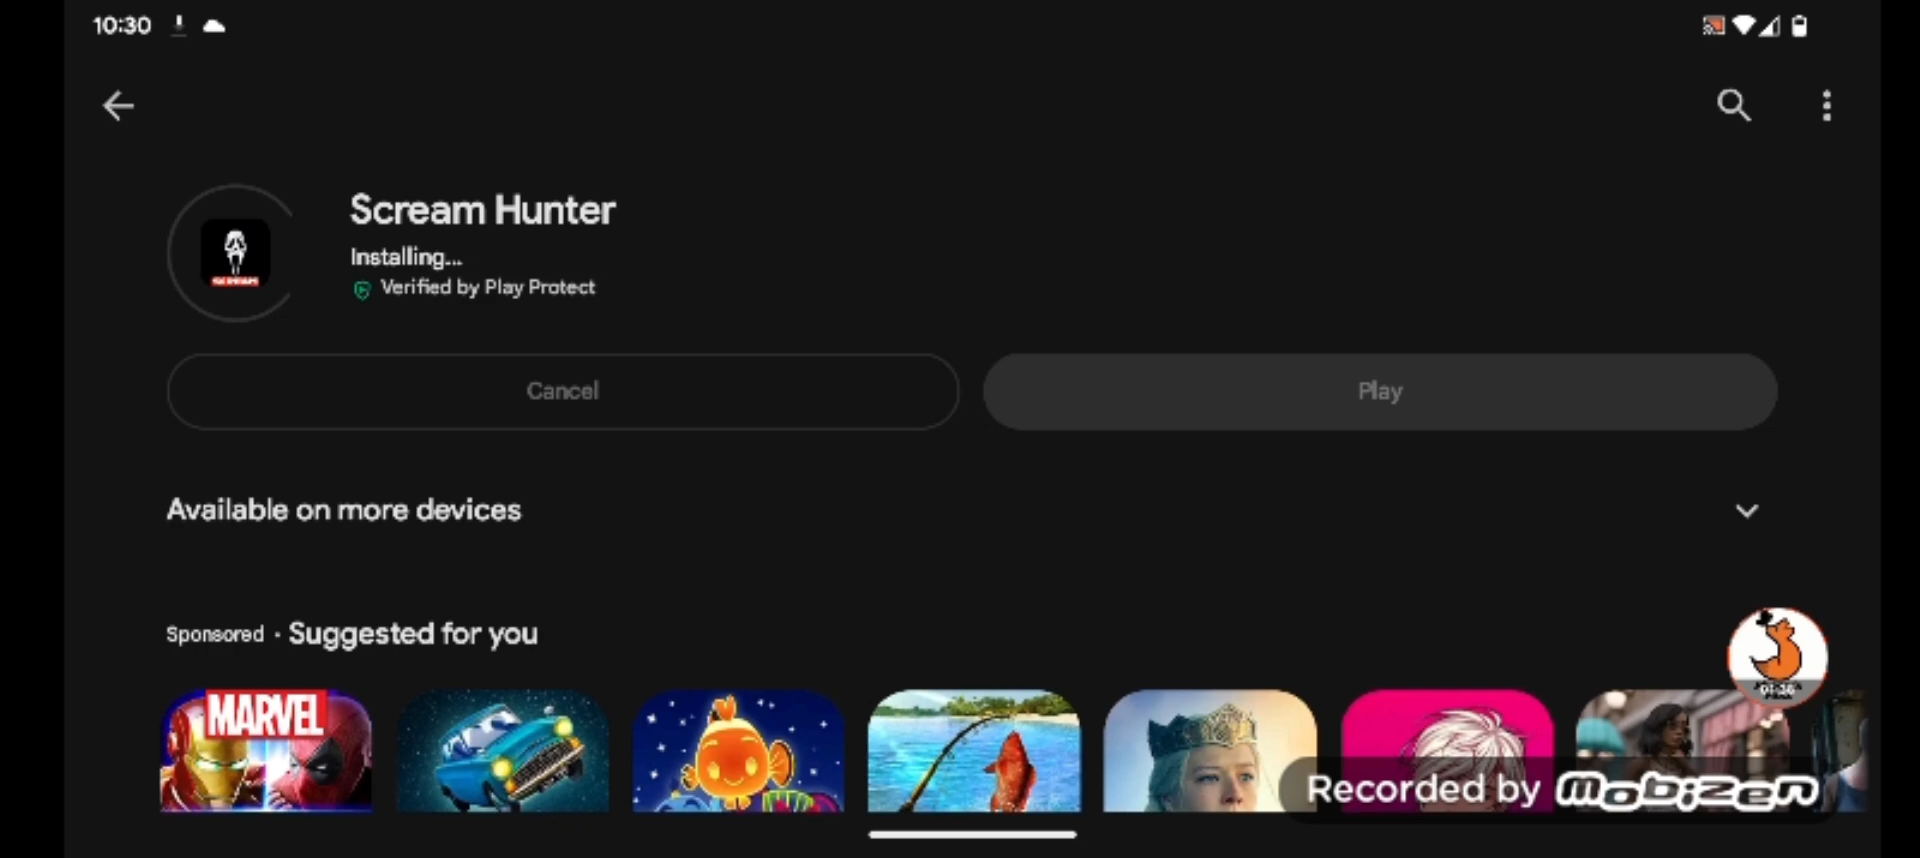 10:30
SCREAM
Scream Hunter
Installing...
Verified by Play Protect
Cancel
Play
Available on more devices
Sponsored · Suggested for you
MARVEL
Recorded by mobizen